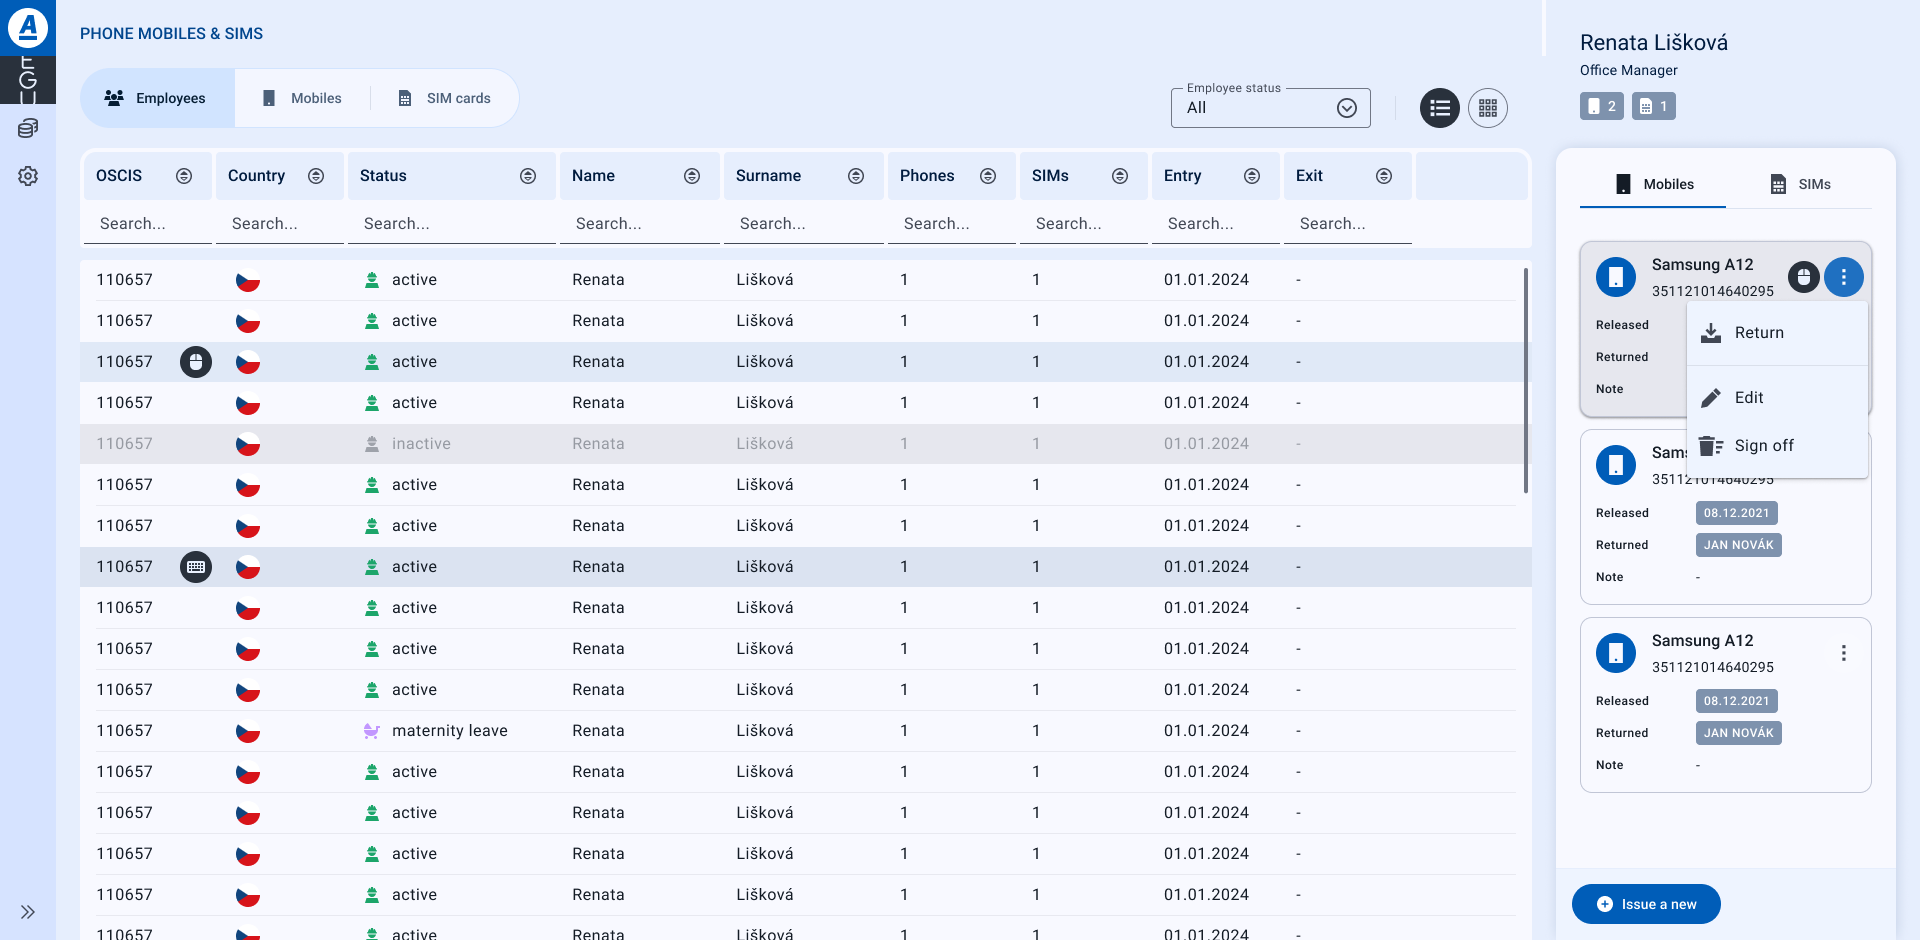 A
EGU
PHONE MOBILES & SIMS
Employees
Mobiles
SIM cards
Employee status
All
OSCIS Country Status Name Surname Phones SIMs Entry Exit
Search... Search... Search... Search... Search... Search... Search... Search... Search...
110657 active Renata Lišková 1 1 01.01.2024 -
110657 active Renata Lišková 1 1 01.01.2024 -
110657 active Renata Lišková 1 1 01.01.2024 -
110657 active Renata Lišková 1 1 01.01.2024 -
110657 inactive Renata Lišková 1 1 01.01.2024 -
110657 active Renata Lišková 1 1 01.01.2024 -
110657 active Renata Lišková 1 1 01.01.2024 -
110657 active Renata Lišková 1 1 01.01.2024 -
110657 active Renata Lišková 1 1 01.01.2024 -
110657 active Renata Lišková 1 1 01.01.2024 -
110657 active Renata Lišková 1 1 01.01.2024 -
110657 maternity leave Renata Lišková 1 1 01.01.2024 -
110657 active Renata Lišková 1 1 01.01.2024 -
110657 active Renata Lišková 1 1 01.01.2024 -
110657 active Renata Lišková 1 1 01.01.2024 -
110657 active Renata Lišková 1 1 01.01.2024 -
110657 active Renata Lišková 1 1 01.01.2024 -
Renata Lišková
Office Manager
2 1
Mobiles SIMs
Samsung A12
351121014640295
Released
Returned
Note
Return
Edit
Sign off
Sams
351121014640295
Released 08.12.2021
Returned JAN NOVÁK
Note -
Samsung A12
351121014640295
Released 08.12.2021
Returned JAN NOVÁK
Note -
Issue a new